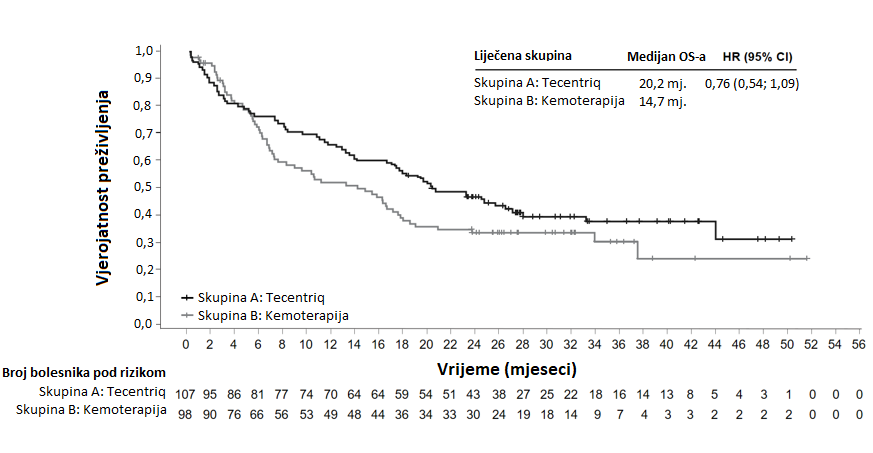 Liječena skupina Medijan OS-a HR (95% CI)
Skupina A: Tecentriq 20,2 mj. 0,76 (0,54; 1,09)
Skupina B: Kemoterapija 14,7 mj.
Vjerojatnost preživljenja
1,0
0,9
0,8
0,7
0,6
0,5
0,4
0,3
0,2
0,1
0,0
Skupina A: Tecentriq
Skupina B: Kemoterapija
0 2 4 6 8 10 12 14 16 18 20 22 24 26 28 30 32 34 36 38 40 42 44 46 48 50 52 54 56
Vrijeme (mjeseci)
Broj bolesnika pod rizikom
Skupina A: Tecentriq 107 95 86 81 77 74 70 64 64 59 54 51 43 38 27 25 22 18 16 14 13 8 5 4 3 1 0 0 0
Skupina B: Kemoterapija 98 90 76 66 56 53 49 48 44 36 34 33 30 24 19 18 14 9 7 4 3 3 2 2 2 2 0 0 0